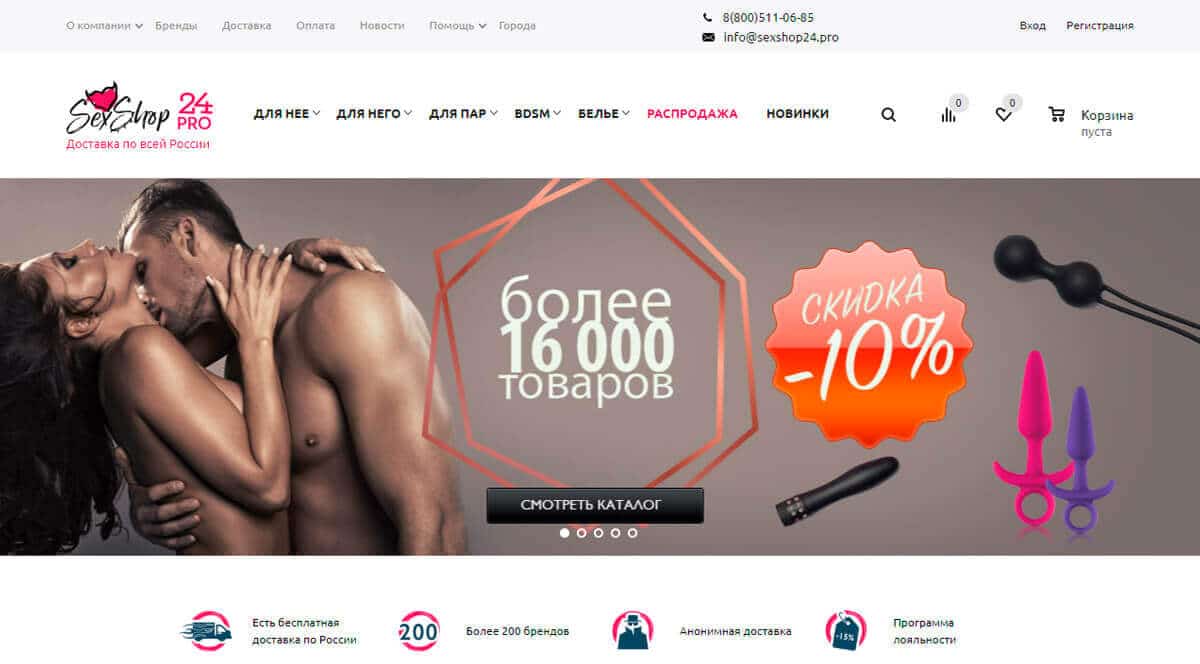 О компании
Бренды
Доставка
Оплата
Новости
Помощь
Города
8(800)511-06-85
info@sexshop24.pro
Вход
Регистрация
SexShop 24 PRO
Доставка по всей России
ДЛЯ НЕЕ
ДЛЯ НЕГО
ДЛЯ ПАР
BDSM
БЕЛЬЕ
РАСПРОДАЖА
НОВИНКИ
0
0
Корзина
пуста
более
16 000
товаров
СКИДКА
-10%
СМОТРЕТЬ КАТАЛОГ
Есть бесплатная
доставка по России
200
Более 200 брендов
Анонимная доставка
-15%
Программа
лояльности